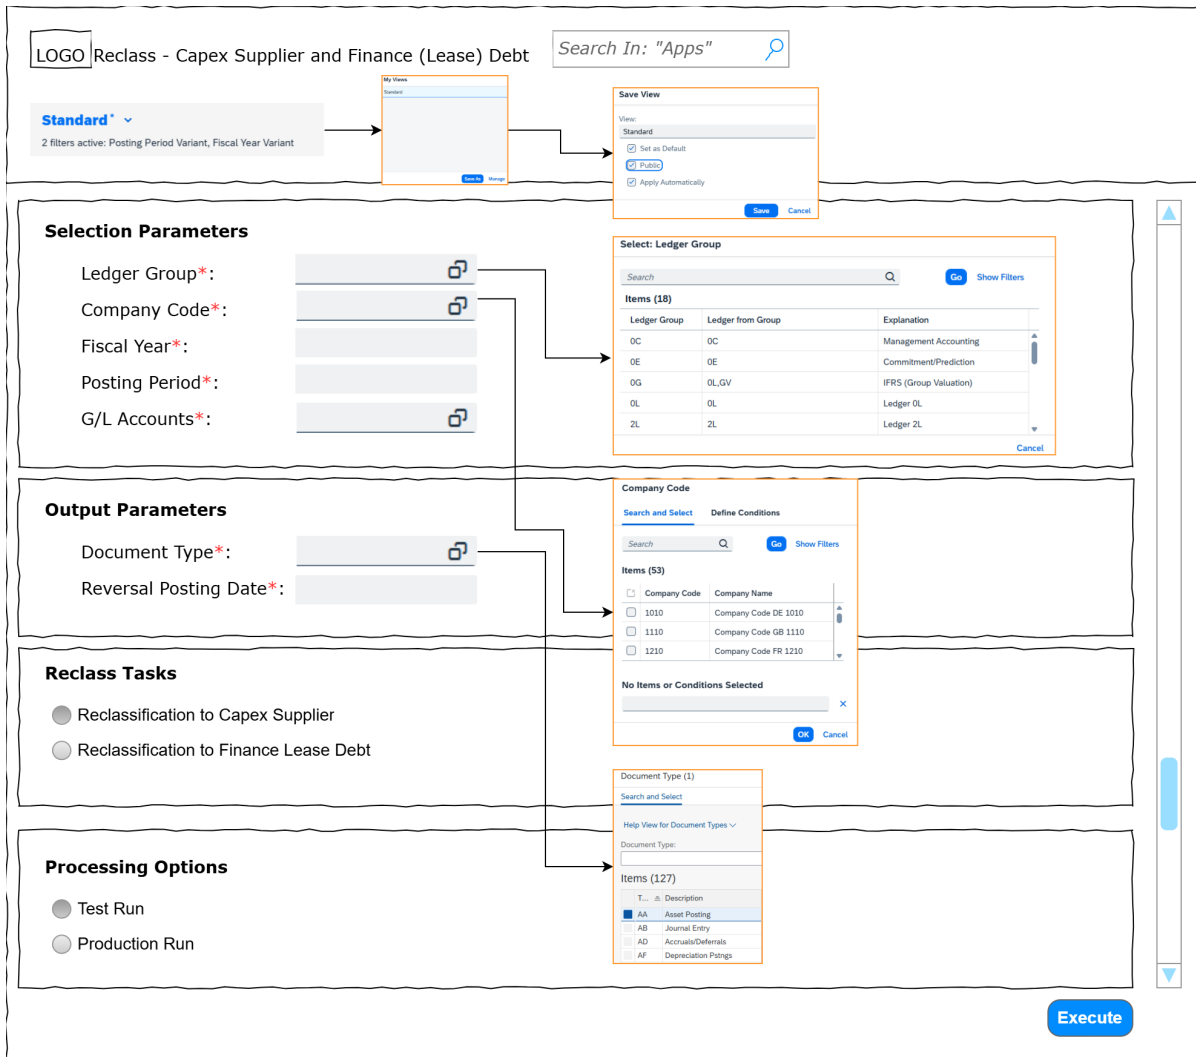 LOGO Reclass - Capex Supplier and Finance (Lease) Debt
Search In: "Apps"
Standard*
2 filters active: Posting Period Variant, Fiscal Year Variant
My Views
Standard
Save As Manage
Save View
View:
Standard
Set as Default
Public
Apply Automatically
Save Cancel
Selection Parameters
Ledger Group*:
Company Code*:
Fiscal Year*:
Posting Period*:
G/L Accounts*:
Select: Ledger Group
Search Go Show Filters
Items (18)
Ledger Group Ledger from Group Explanation
0C 0C Management Accounting
0E 0E Commitment/Prediction
0G 0L,GV IFRS (Group Valuation)
0L 0L Ledger 0L
2L 2L Ledger 2L
Cancel
Output Parameters
Document Type*:
Reversal Posting Date*:
Company Code
Search and Select Define Conditions
Search Go Show Filters
Items (53)
Company Code Company Name
1010 Company Code DE 1010
1110 Company Code GB 1110
1210 Company Code FR 1210
No Items or Conditions Selected
OK Cancel
Reclass Tasks
Reclassification to Capex Supplier
Reclassification to Finance Lease Debt
Document Type (1)
Search and Select
Help View for Document Types
Document Type:
Items (127)
T... Description
AA Asset Posting
AB Journal Entry
AD Accruals/Deferrals
AF Depreciation Pstngs
Processing Options
Test Run
Production Run
Execute